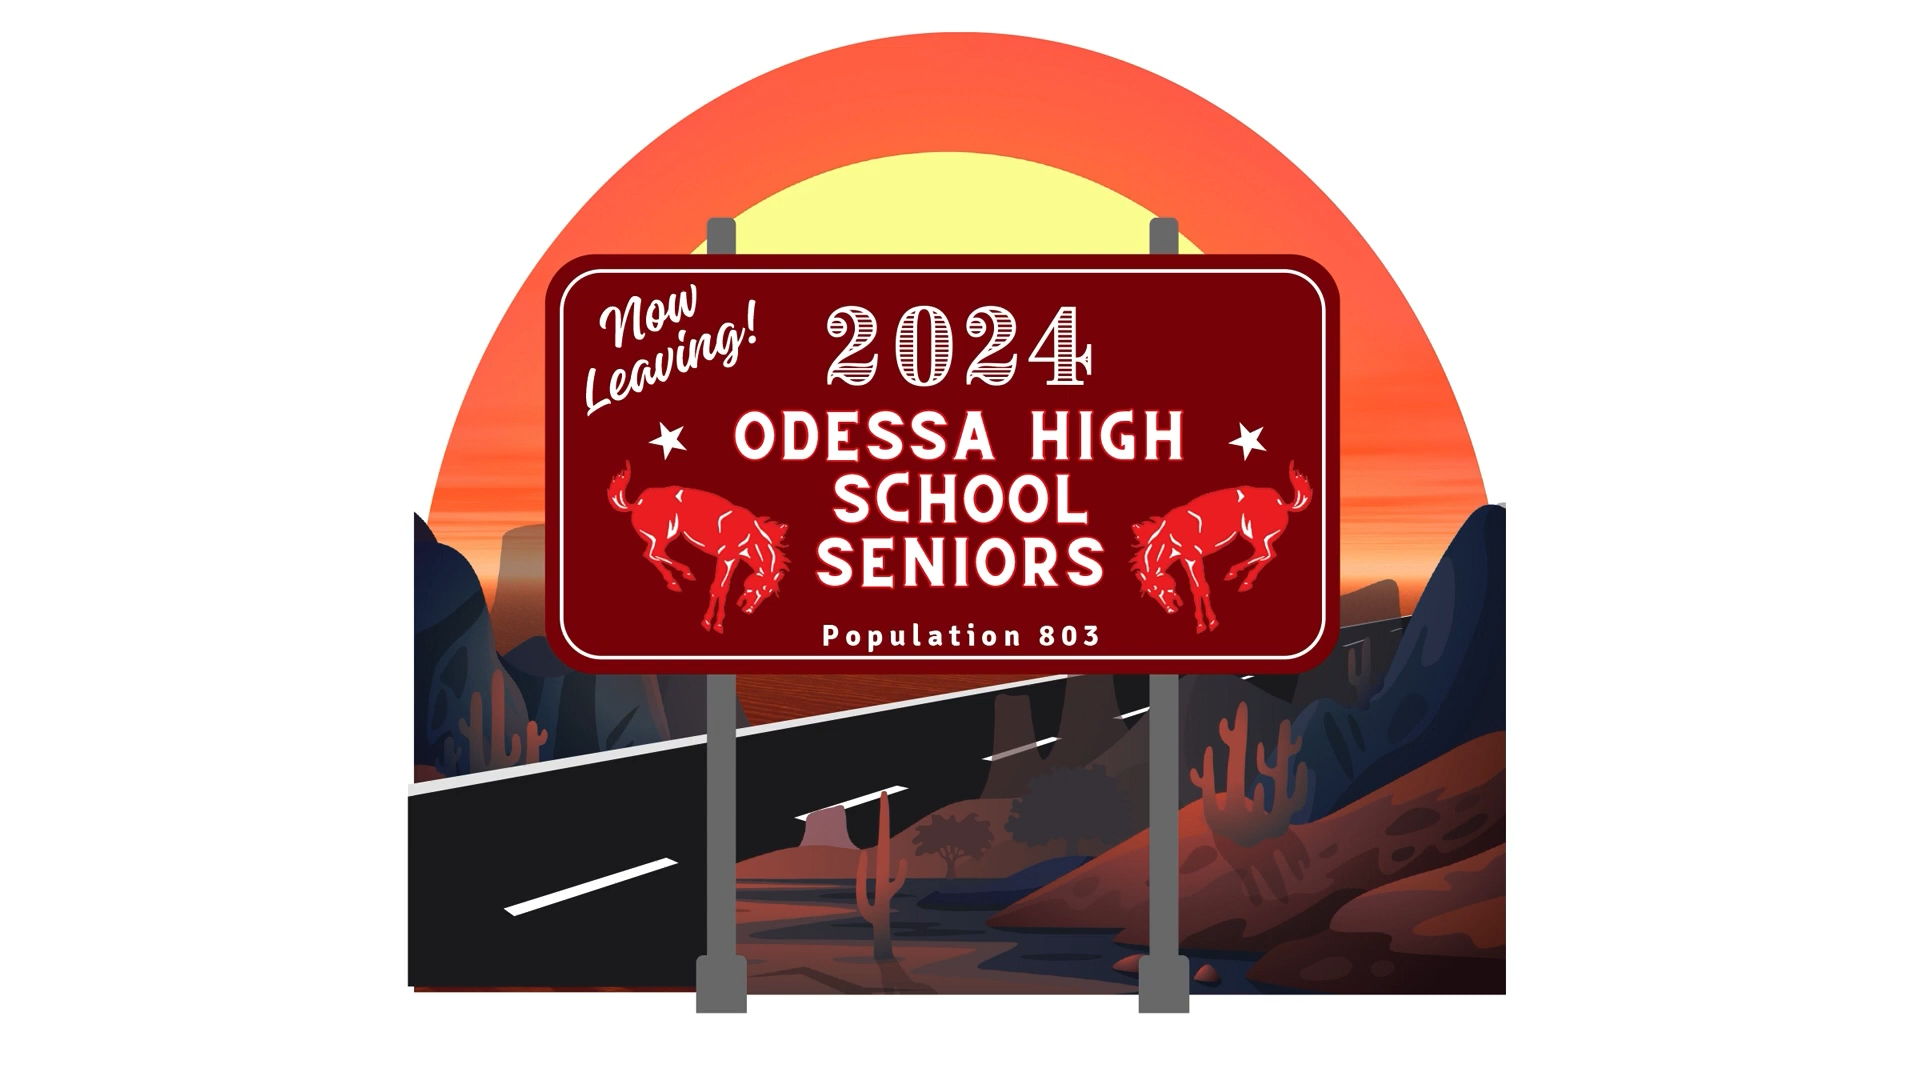 Now
Leaving!
2024
ODESSA HIGH
SCHOOL
SENIORS
Population 803